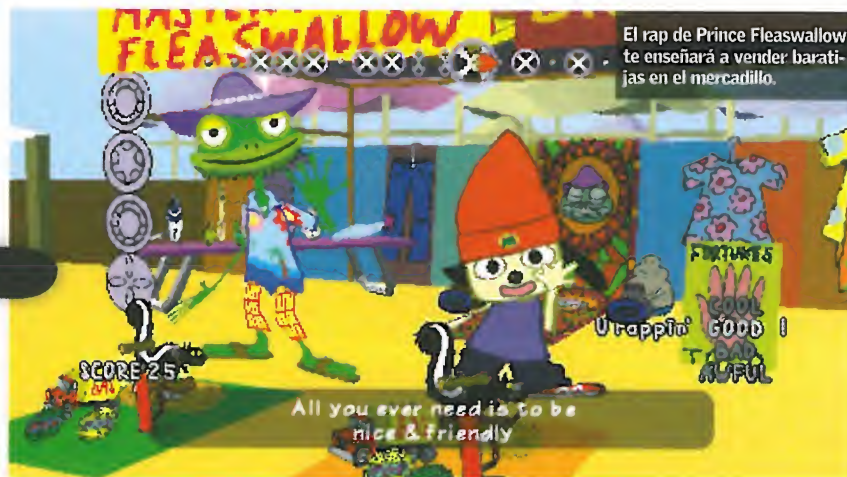 MASTER
FLEASWALLOW
El rap de Prince Fleaswallow
te enseñará a vender barati-
jas en el mercadillo.
FORTUNES
COOL
U rappin' GOOD !
BAD
AWFUL
SCORE 25
All you ever need is to be
nice & friendly